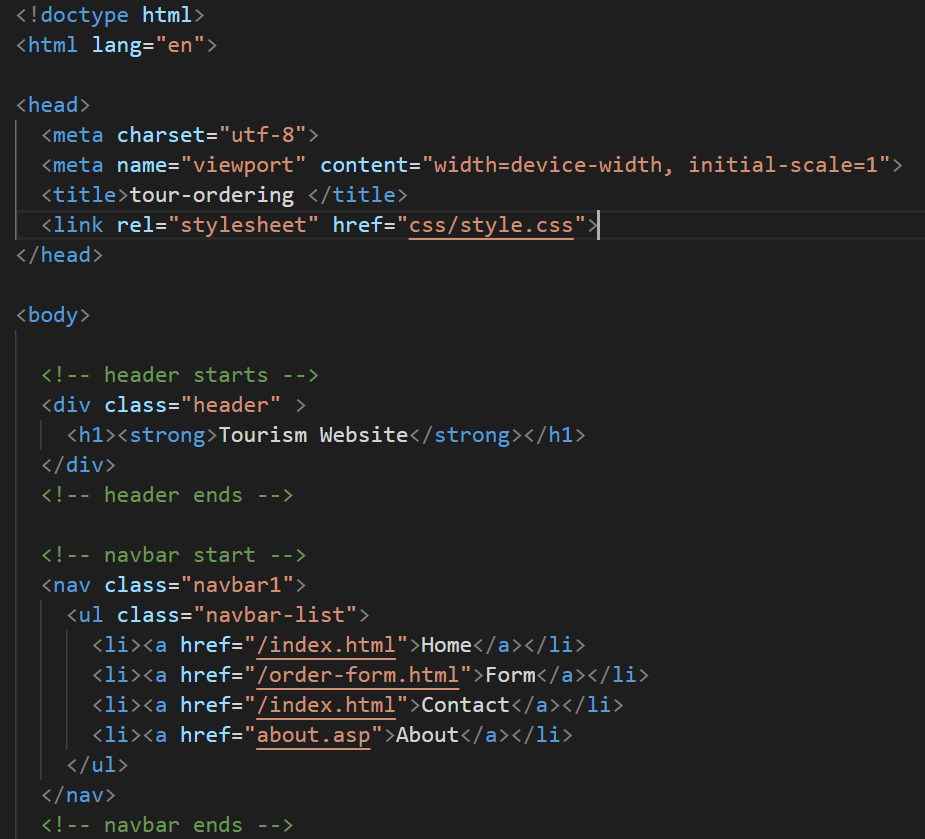 <!doctype html>
<html lang="en">
<head>
<meta charset="utf-8">
<meta name="viewport" content="width=device-width, initial-scale=1">
<title>tour-ordering </title>
<link rel="stylesheet" href="css/style.css">
</head>
<body>
<!-- header starts -->
<div class="header" >
<h1><strong>Tourism Website</strong></h1>
</div>
<!-- header ends -->
<!-- navbar start -->
<nav class="navbar1">
<ul class="navbar-list">
<li><a href="/index.html">Home</a></li>
<li><a href="/order-form.html">Form</a></li>
<li><a href="/index.html">Contact</a></li>
<li><a href="about.asp">About</a></li>
</ul>
</nav>
<!-- navbar ends -->